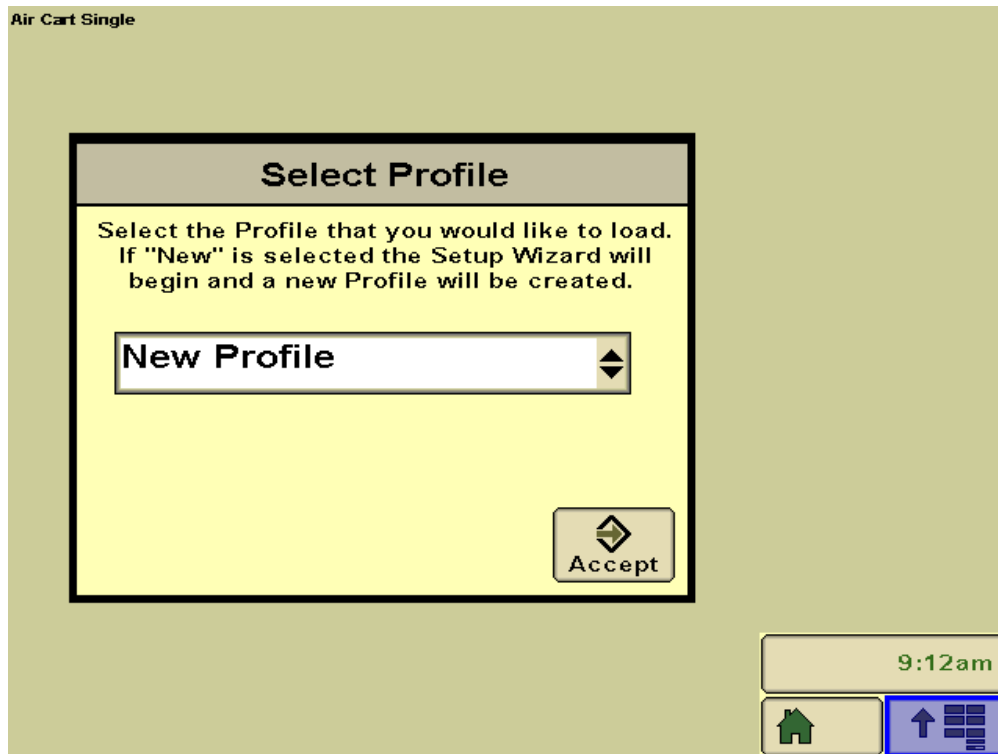 Air Cart Single
Select Profile
Select the Profile that you would like to load.
If "New" is selected the Setup Wizard will
begin and a new Profile will be created.
New Profile
Accept
9:12am